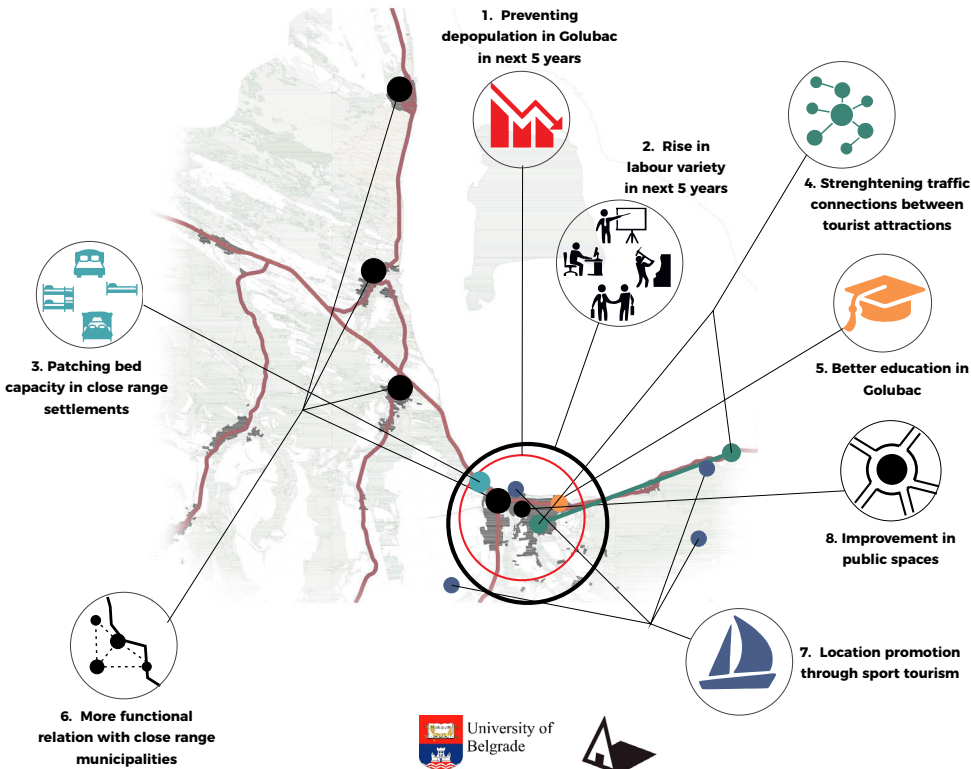 1. Preventing
depopulation in Golubac
in next 5 years
2. Rise in
labour variety
in next 5 years
4. Strenghtening traffic
connections between
tourist attractions
3. Patching bed
capacity in close range
settlements
5. Better education in
Golubac
8. Improvement in
public spaces
7. Location promotion
through sport tourism
6. More functional
relation with close range
municipalities
University of
Belgrade